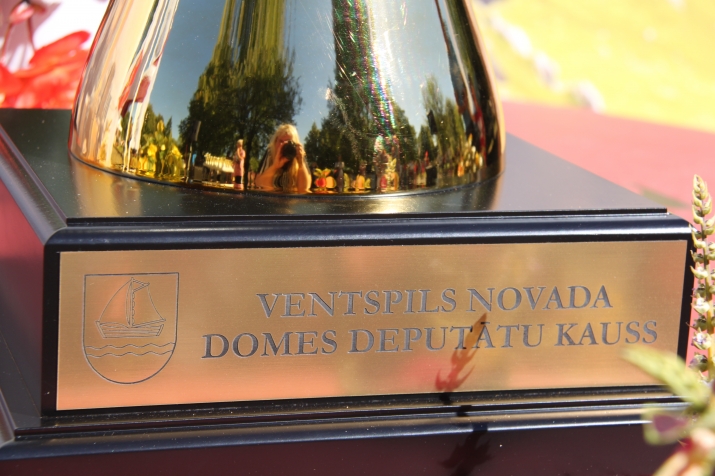 VENTSPILS NOVADA
DOMES DEPUTĀTU KAUSS